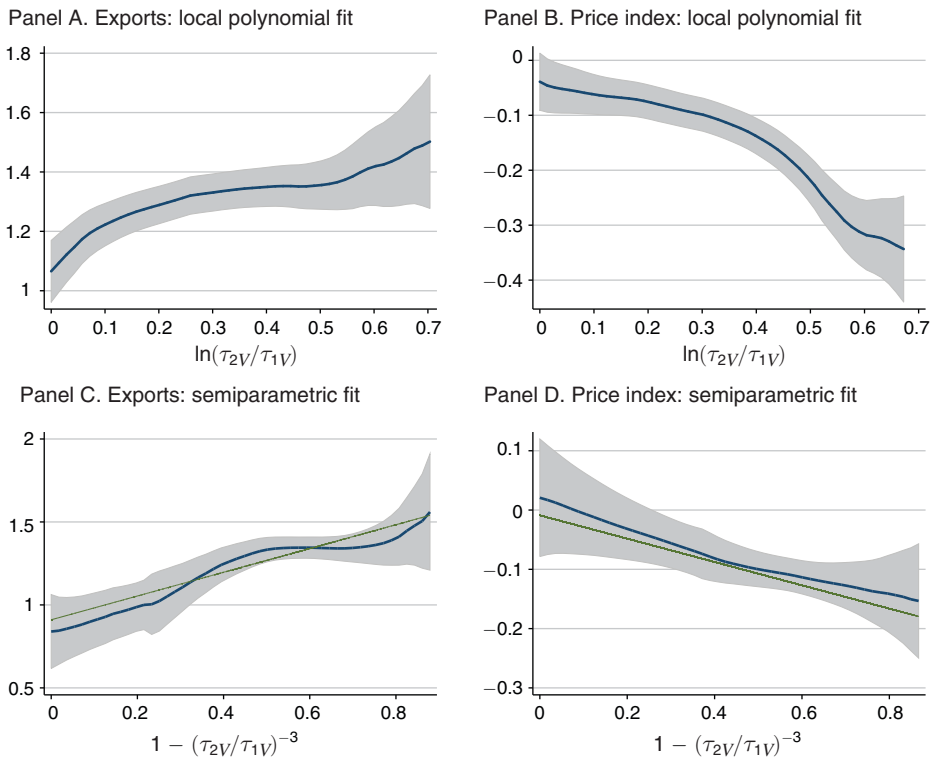 Panel A. Exports: local polynomial fit
1.8
1.6
1.4
1.2
1
0 0.1 0.2 0.3 0.4 0.5 0.6 0.7
ln(τ2V/τ1V)
Panel B. Price index: local polynomial fit
0
−0.1
−0.2
−0.3
−0.4
0 0.1 0.2 0.3 0.4 0.5 0.6 0.7
ln(τ2V/τ1V)
Panel C. Exports: semiparametric fit
2
1.5
1
0.5
0 0.2 0.4 0.6 0.8
1 − (τ2V/τ1V)−3
Panel D. Price index: semiparametric fit
0.1
0
−0.1
−0.2
−0.3
0 0.2 0.4 0.6 0.8
1 − (τ2V/τ1V)−3